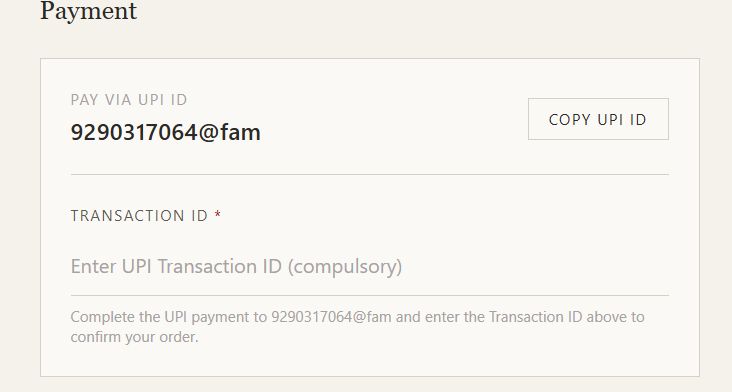 Payment
PAY VIA UPI ID
9290317064@fam
COPY UPI ID
TRANSACTION ID *
Enter UPI Transaction ID (compulsory)
Complete the UPI payment to 9290317064@fam and enter the Transaction ID above to
confirm your order.